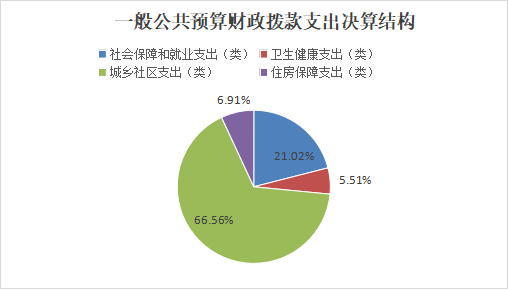 一般公共预算财政拨款支出决算结构
社会保障和就业支出（类） 卫生健康支出（类）
城乡社区支出（类） 住房保障支出（类）
6.91%
21.02%
5.51%
66.56%